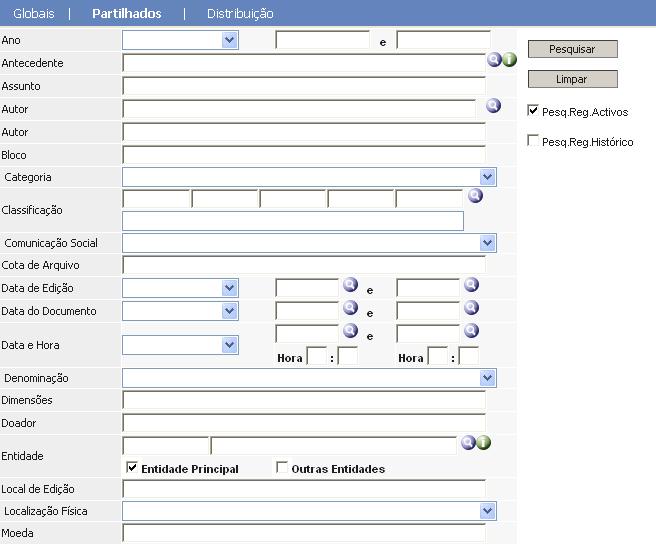 Globais | Partilhados | Distribuição
Ano e
Pesquisar
Antecedente
Limpar
Assunto
Autor
Pesq.Reg.Activos
Autor
Pesq.Reg.Histórico
Bloco
Categoria
Classificação
Comunicação Social
Cota de Arquivo
Data de Edição e
Data do Documento e
Data e Hora e
Hora : Hora :
Denominação
Dimensões
Doador
Entidade
Entidade Principal Outras Entidades
Local de Edição
Localização Física
Moeda